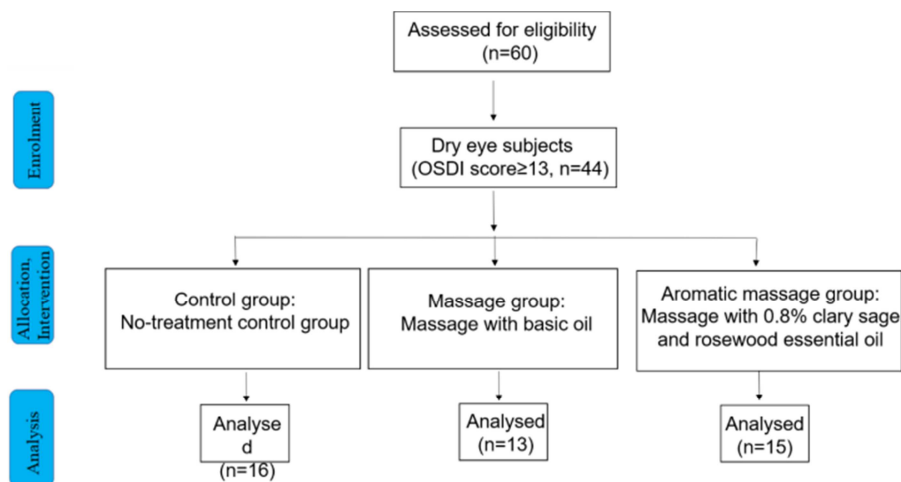 Assessed for eligibility
(n=60)
Enrolment
Dry eye subjects
(OSDI score≥13, n=44)
Allocation,
Intervention
Control group:
No-treatment control group
Massage group:
Massage with basic oil
Aromatic massage group:
Massage with 0.8% clary sage
and rosewood essential oil
Analysis
Analyse
d
(n=16)
Analysed
(n=13)
Analysed
(n=15)